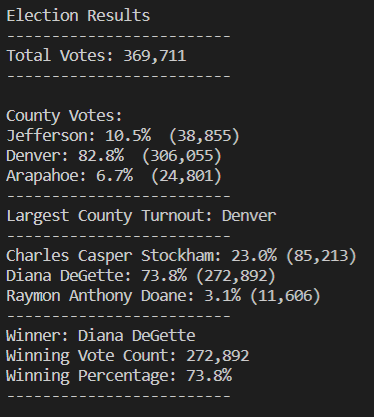 Election Results
-------------------------
Total Votes: 369,711
-------------------------
County Votes:
Jefferson: 10.5%  (38,855)
Denver: 82.8%  (306,055)
Arapahoe: 6.7%  (24,801)
-------------------------
Largest County Turnout: Denver
-------------------------
Charles Casper Stockham: 23.0% (85,213)
Diana DeGette: 73.8% (272,892)
Raymon Anthony Doane: 3.1% (11,606)
-------------------------
Winner: Diana DeGette
Winning Vote Count: 272,892
Winning Percentage: 73.8%
-------------------------